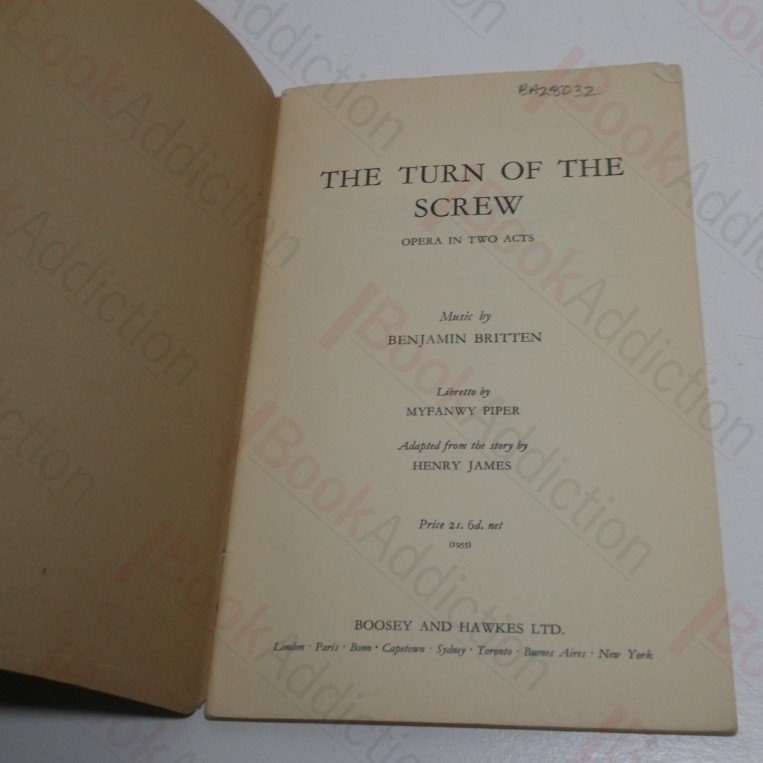 BA28032
THE TURN OF THE
SCREW
OPERA IN TWO ACTS
Music by
BENJAMIN BRITTEN
Libretto by
MYFANWY PIPER
Adapted from the story by
HENRY JAMES
Price 2s. 6d. net
(1955)
BOOSEY AND HAWKES LTD.
London · Paris · Bonn · Capetown · Sydney · Toronto · Buenos Aires · New York
BookAddiction